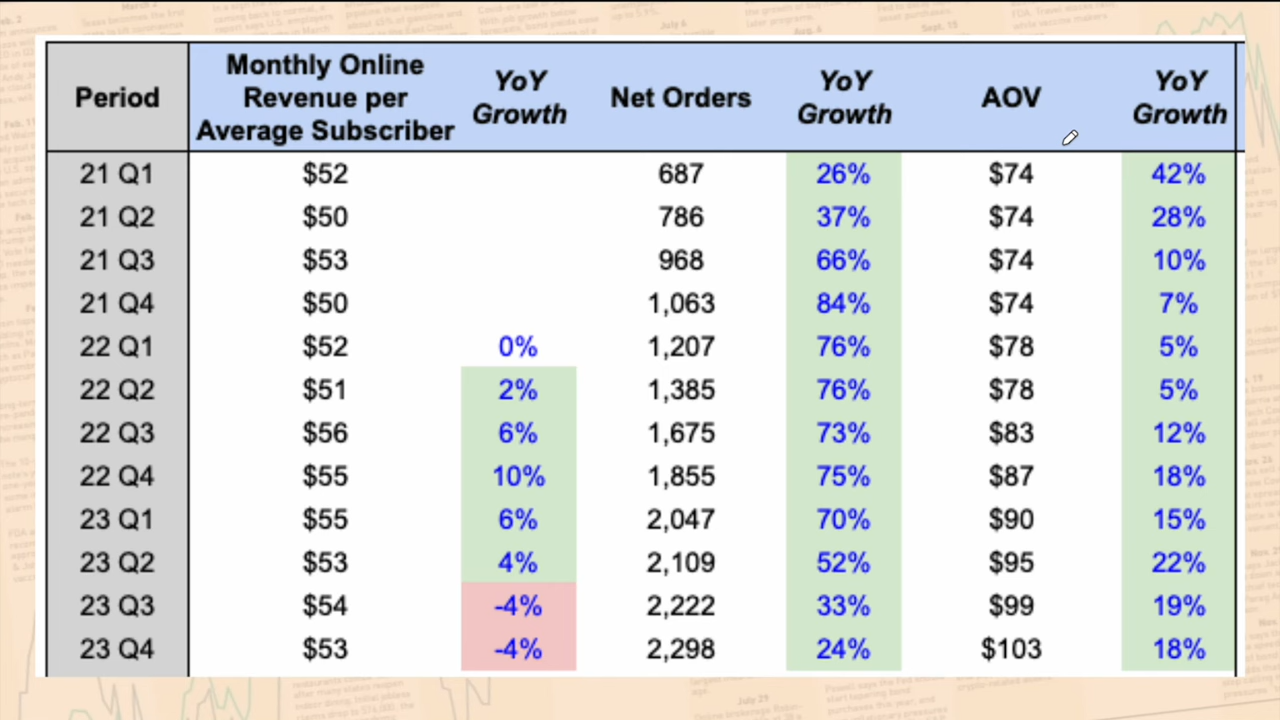 Period Monthly Online Revenue per Average Subscriber YoY Growth Net Orders YoY Growth AOV YoY Growth
21 Q1 $52 687 26% $74 42%
21 Q2 $50 786 37% $74 28%
21 Q3 $53 968 66% $74 10%
21 Q4 $50 1,063 84% $74 7%
22 Q1 $52 0% 1,207 76% $78 5%
22 Q2 $51 2% 1,385 76% $78 5%
22 Q3 $56 6% 1,675 73% $83 12%
22 Q4 $55 10% 1,855 75% $87 18%
23 Q1 $55 6% 2,047 70% $90 15%
23 Q2 $53 4% 2,109 52% $95 22%
23 Q3 $54 -4% 2,222 33% $99 19%
23 Q4 $53 -4% 2,298 24% $103 18%